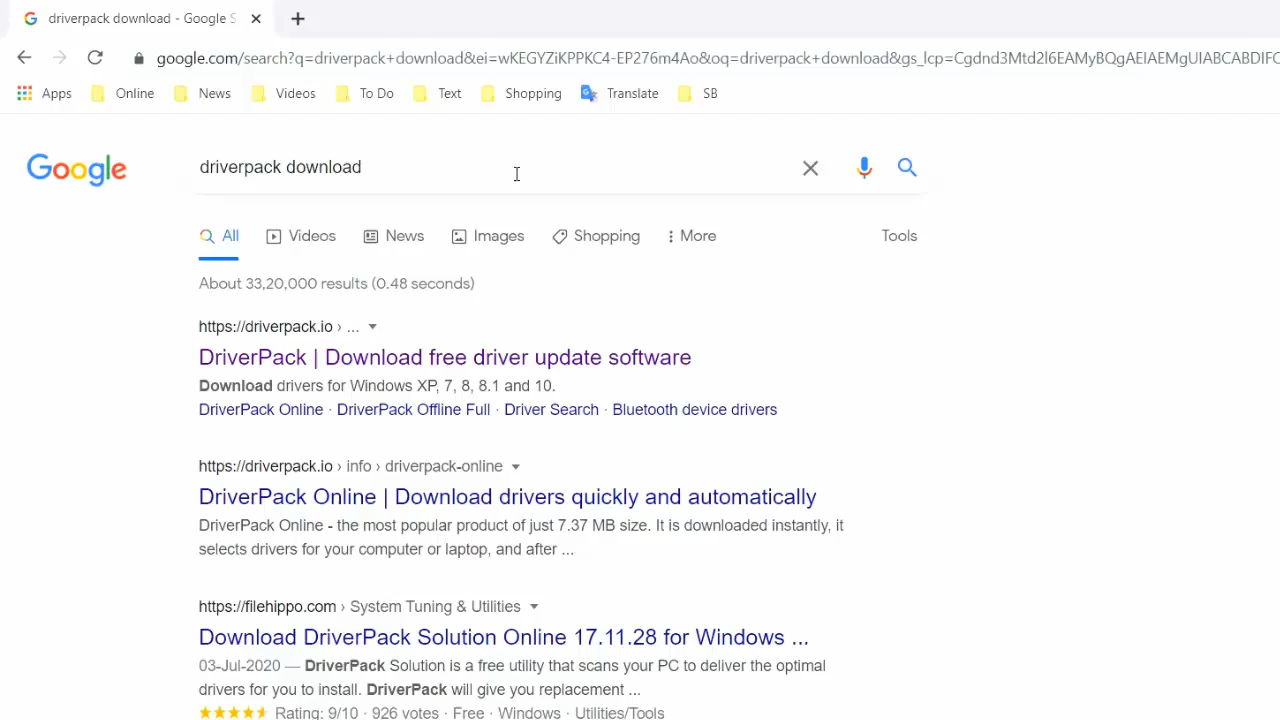 driverpack download - Google S
google.com/search?q=driverpack+download&ei=wKEGYZiKPPKC4-EP276m4Ao&oq=driverpack+download&gs_lcp=Cgdnd3Mtd2l6EAMyBQgAEIAEMgUIABCABDIFC
Apps Online News Videos To Do Text Shopping Translate SB
Google
driverpack download
All Videos News Images Shopping More Tools
About 33,20,000 results (0.48 seconds)
https://driverpack.io › ...
DriverPack | Download free driver update software
Download drivers for Windows XP, 7, 8, 8.1 and 10.
DriverPack Online · DriverPack Offline Full · Driver Search · Bluetooth device drivers
https://driverpack.io › info › driverpack-online
DriverPack Online | Download drivers quickly and automatically
DriverPack Online - the most popular product of just 7.37 MB size. It is downloaded instantly, it
selects drivers for your computer or laptop, and after ...
https://filehippo.com › System Tuning & Utilities
Download DriverPack Solution Online 17.11.28 for Windows ...
03-Jul-2020 — DriverPack Solution is a free utility that scans your PC to deliver the optimal
drivers for you to install. DriverPack will give you replacement ...
Rating: 9/10 · 926 votes · Free · Windows · Utilities/Tools